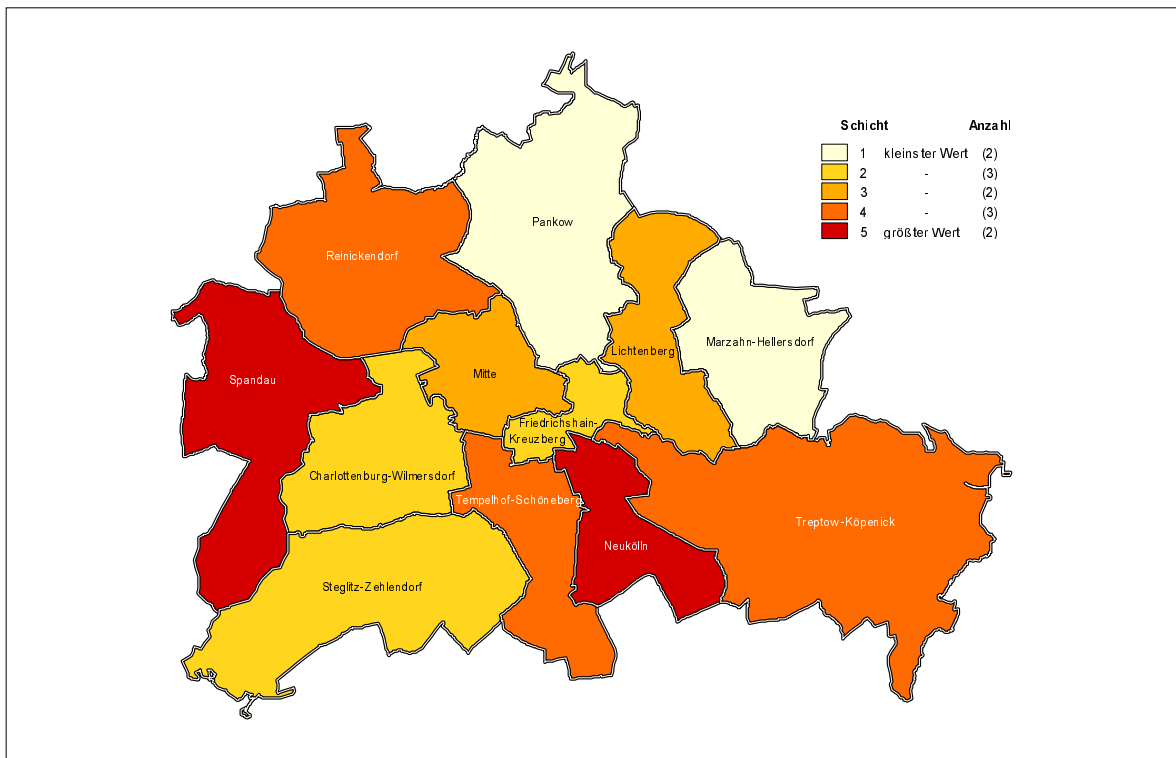 Schicht Anzahl
1 kleinster Wert (2)
2 - (3)
3 - (2)
4 - (3)
5 größter Wert (2)
Pankow
Reinickendorf
Marzahn-Hellersdorf
Lichtenberg
Mitte
Spandau
Friedrichshain-
Kreuzberg
Charlottenburg-Wilmersdorf
Tempelhof-Schöneberg
Treptow-Köpenick
Neukölln
Steglitz-Zehlendorf